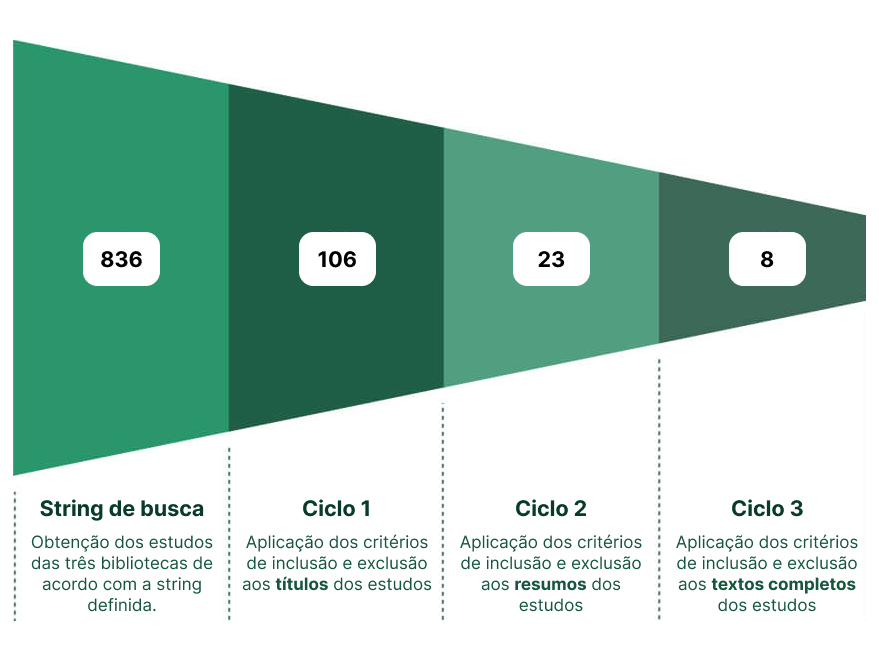 836
106
23
8
String de busca
Obtenção dos estudos
das três bibliotecas de
acordo com a string
definida.
Ciclo 1
Aplicação dos critérios
de inclusão e exclusão
aos títulos dos estudos
Ciclo 2
Aplicação dos critérios
de inclusão e exclusão
aos resumos dos
estudos
Ciclo 3
Aplicação dos critérios
de inclusão e exclusão
aos textos completos
dos estudos